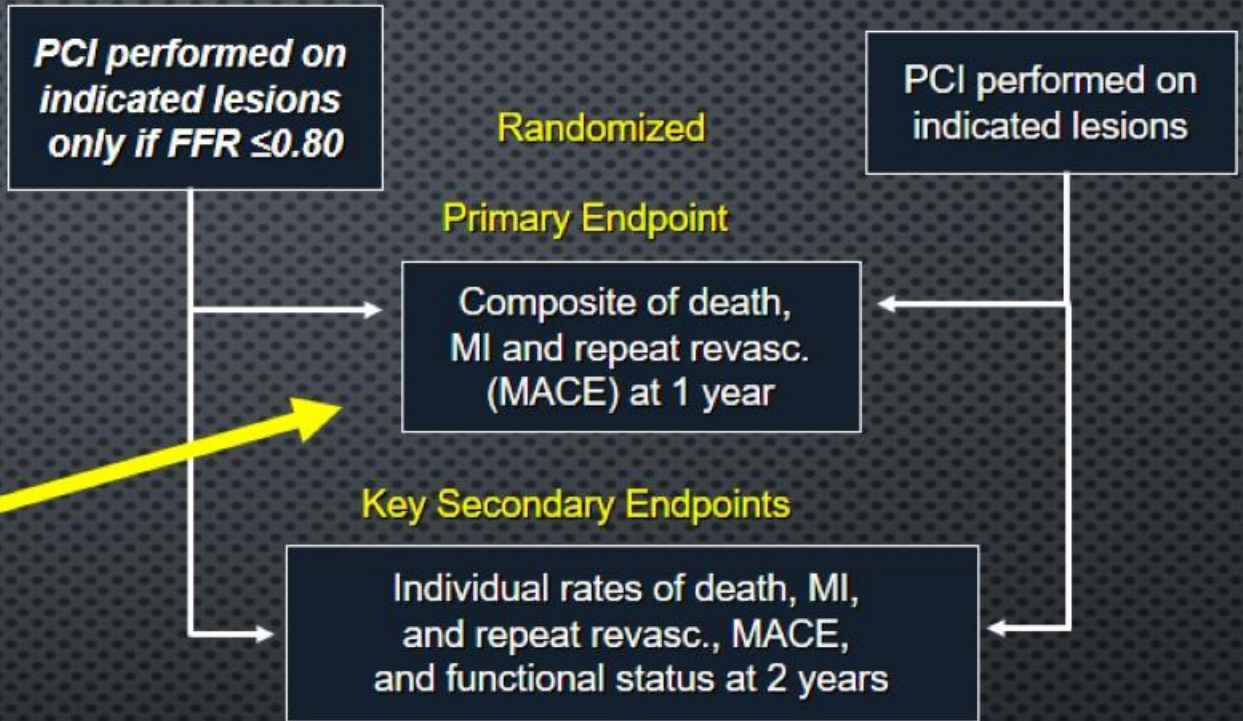 PCI performed on
indicated lesions
only if FFR ≤0.80
PCI performed on
indicated lesions
Randomized
Primary Endpoint
Composite of death,
MI and repeat revasc.
(MACE) at 1 year
Key Secondary Endpoints
Individual rates of death, MI,
and repeat revasc., MACE,
and functional status at 2 years